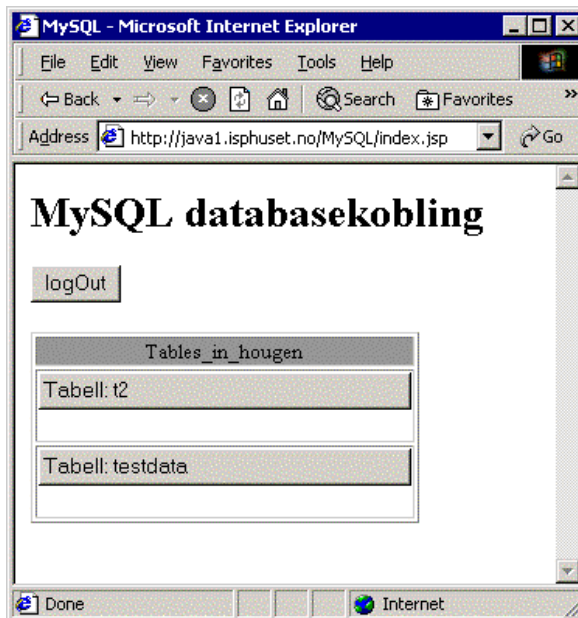 MySQL - Microsoft Internet Explorer
File Edit View Favorites Tools Help
Back Search Favorites »
Address http://java1.isphuset.no/MySQL/index.jsp Go
MySQL databasekobling
logOut
Tables_in_hougen
Tabell: t2
Tabell: testdata
Done Internet